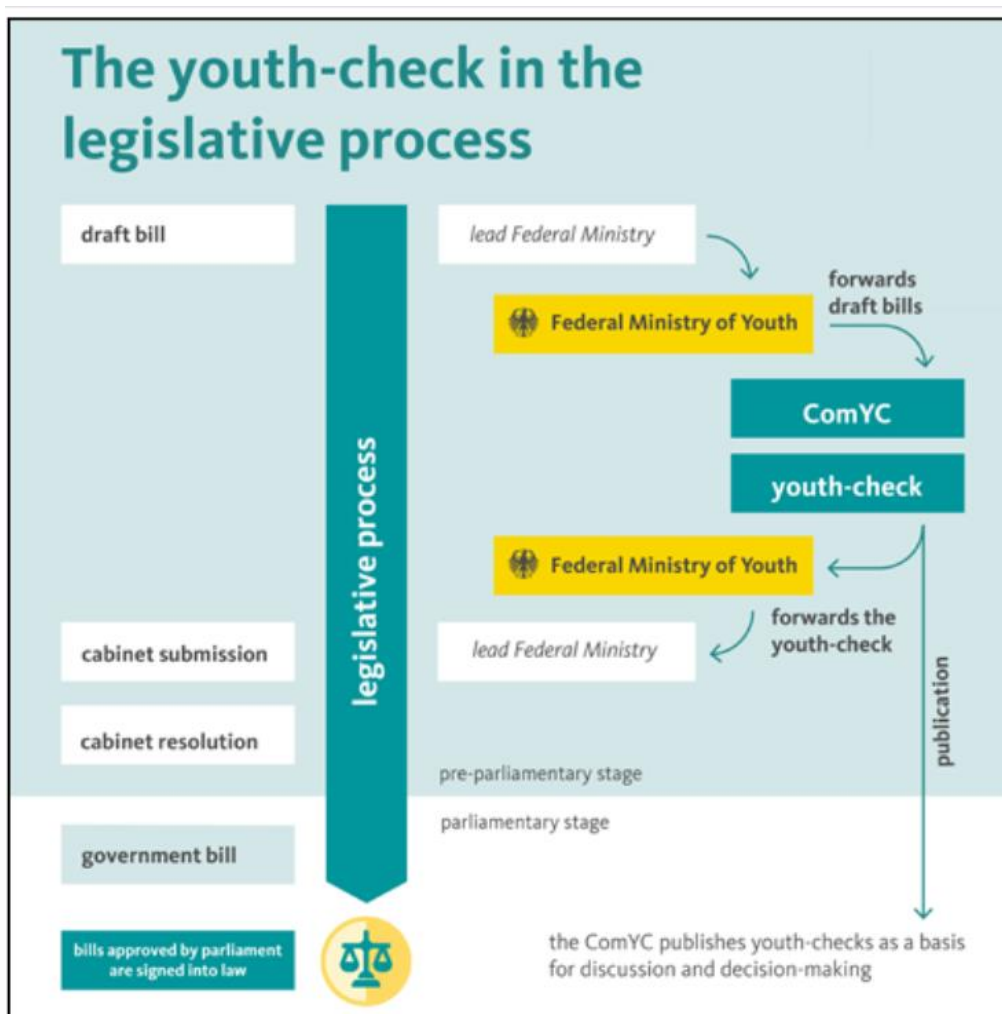 The youth-check in the
legislative process
draft bill
lead Federal Ministry
forwards
draft bills
Federal Ministry of Youth
ComYC
youth-check
legislative process
Federal Ministry of Youth
forwards the
youth-check
cabinet submission
lead Federal Ministry
cabinet resolution
publication
pre-parliamentary stage
parliamentary stage
government bill
bills approved by parliament
are signed into law
the ComYC publishes youth-checks as a basis
for discussion and decision-making